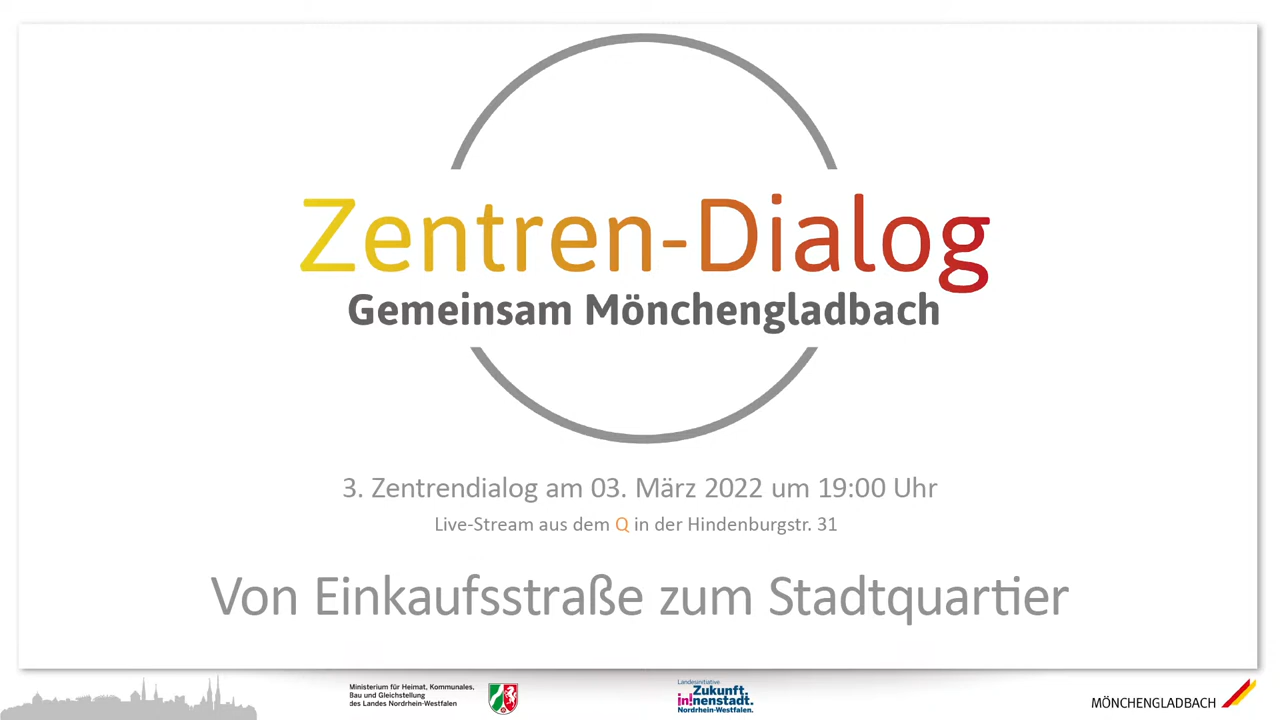 Zentren-Dialog
Gemeinsam Mönchengladbach
3. Zentrendialog am 03. März 2022 um 19:00 Uhr
Live-Stream aus dem Q in der Hindenburgstr. 31
Von Einkaufsstraße zum Stadtquartier
Ministerium für Heimat, Kommunales,
Bau und Gleichstellung
des Landes Nordrhein-Westfalen
Landesinitiative
Zukunft.
in!nenstadt.
Nordrhein-Westfalen.
MÖNCHENGLADBACH